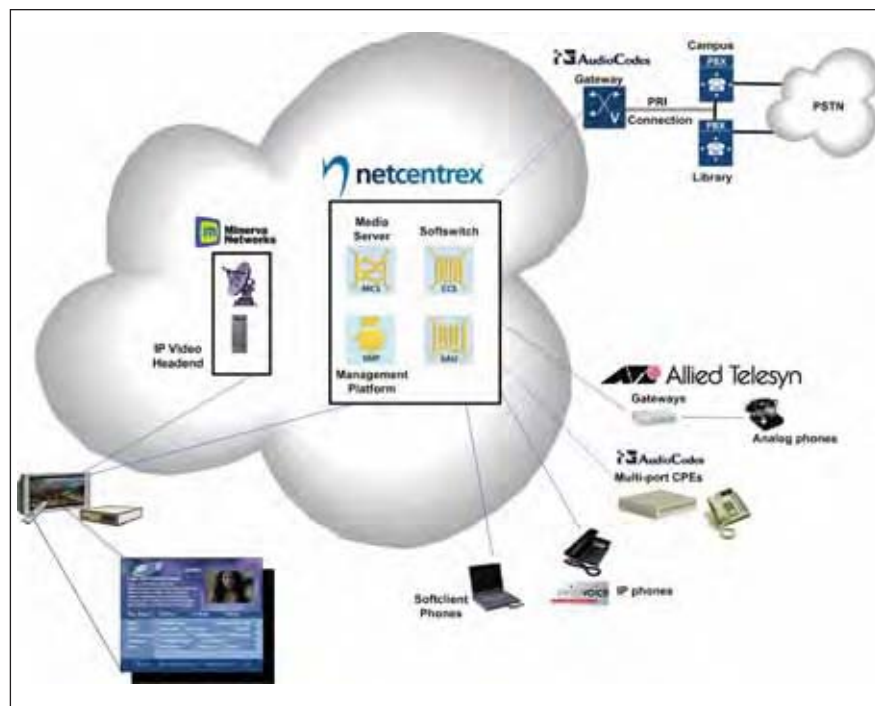 AudioCodes
Gateway
Campus
PBX
PRI
Connection
PSTN
V
PBX
Library
netcentrex
Minerva
Networks
Media
Server
Softswitch
MCS
CCS
IP Video
Headend
Management
Platform
Allied Telesyn
Gateways
Analog phones
AudioCodes
Multi-port CPEs
Softclient
Phones
IP phones